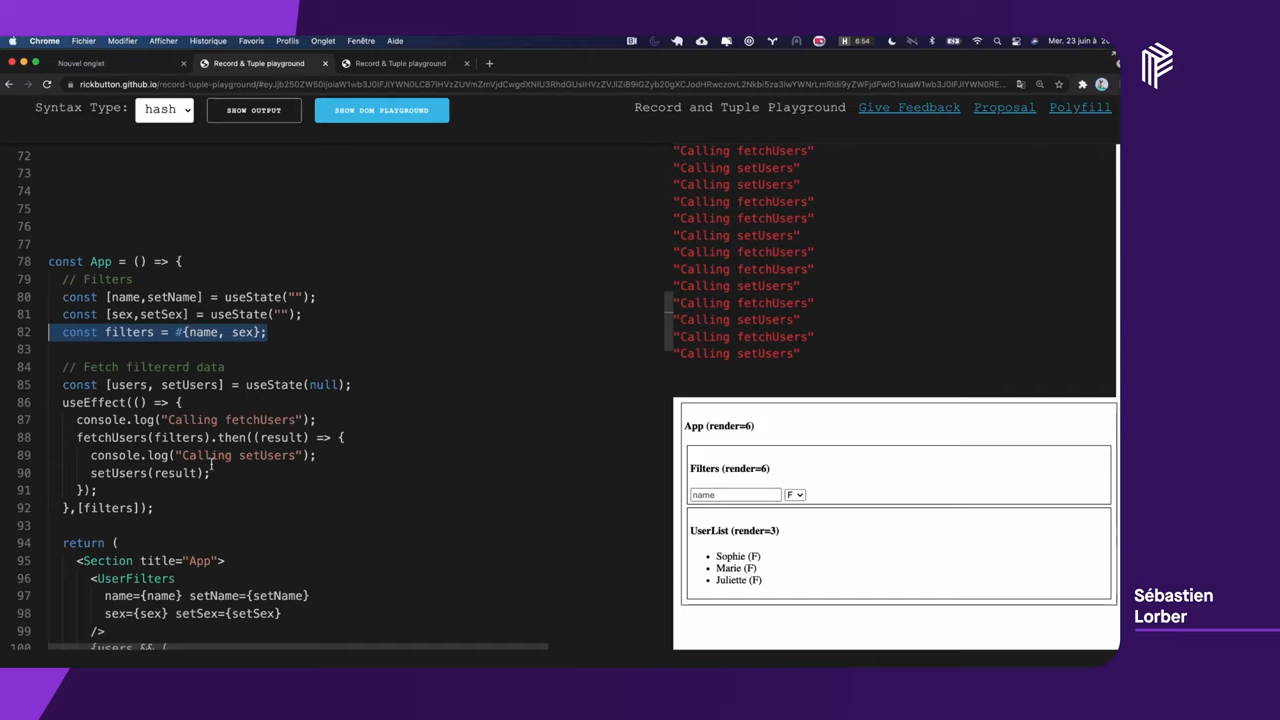 Chrome Fichier Modifier Afficher Historique Favoris Profils Onglet Fenêtre Aide
H 6:54
Mer. 23 juin à
Nouvel onglet
Record & Tuple playground
Record & Tuple playground
Syntax Type:
hash
SHOW OUTPUT
SHOW DOM PLAYGROUND
Record and Tuple Playground
Give Feedback
Proposal
Polyfill
72
73
74
75
76
77
78 const App = () => {
79 // Filters
80 const [name,setName] = useState("");
81 const [sex,setSex] = useState("");
82 const filters = #{name, sex};
83
84 // Fetch filtererd data
85 const [users, setUsers] = useState(null);
86 useEffect(() => {
87 console.log("Calling fetchUsers");
88 fetchUsers(filters).then((result) => {
89 console.log("Calling setUsers");
90 setUsers(result);
91 });
92 },[filters]);
93
94 return (
95 <Section title="App">
96 <UserFilters
97 name={name} setName={setName}
98 sex={sex} setSex={setSex}
99 />
100 {users && (
"Calling fetchUsers"
"Calling setUsers"
"Calling setUsers"
"Calling fetchUsers"
"Calling fetchUsers"
"Calling setUsers"
"Calling fetchUsers"
"Calling fetchUsers"
"Calling setUsers"
"Calling fetchUsers"
"Calling setUsers"
"Calling fetchUsers"
"Calling setUsers"
App (render=6)
Filters (render=6)
name
F
UserList (render=3)
Sophie (F)
Marie (F)
Juliette (F)
Sébastien
Lorber